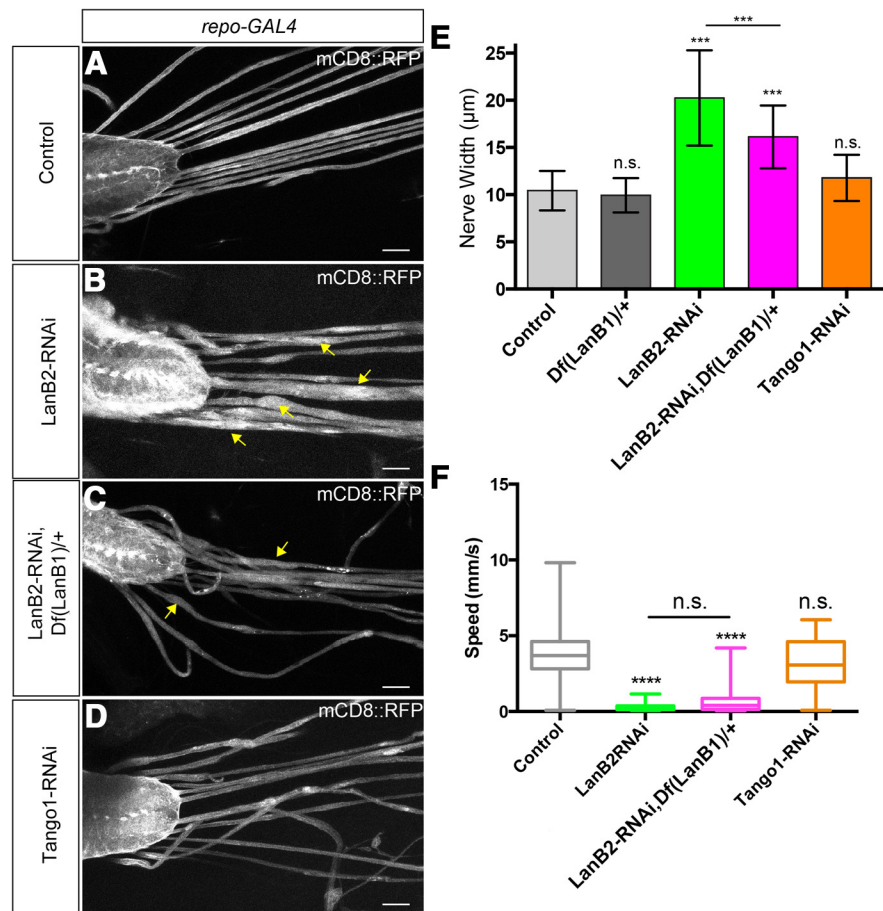 repo-GAL4
A
mCD8::RFP
Control
B
mCD8::RFP
LanB2-RNAi
C
mCD8::RFP
LanB2-RNAi,
Df(LanB1)/+
D
mCD8::RFP
Tango1-RNAi
E
Nerve Width (µm)
25
20
15
10
5
0
n.s.
***
***
***
n.s.
Control
Df(LanB1)/+
LanB2-RNAi
LanB2-RNAi,Df(LanB1)/+
Tango1-RNAi
F
Speed (mm/s)
15
10
5
0
****
n.s.
****
n.s.
Control
LanB2RNAi
LanB2-RNAi,Df(LanB1)/+
Tango1-RNAi